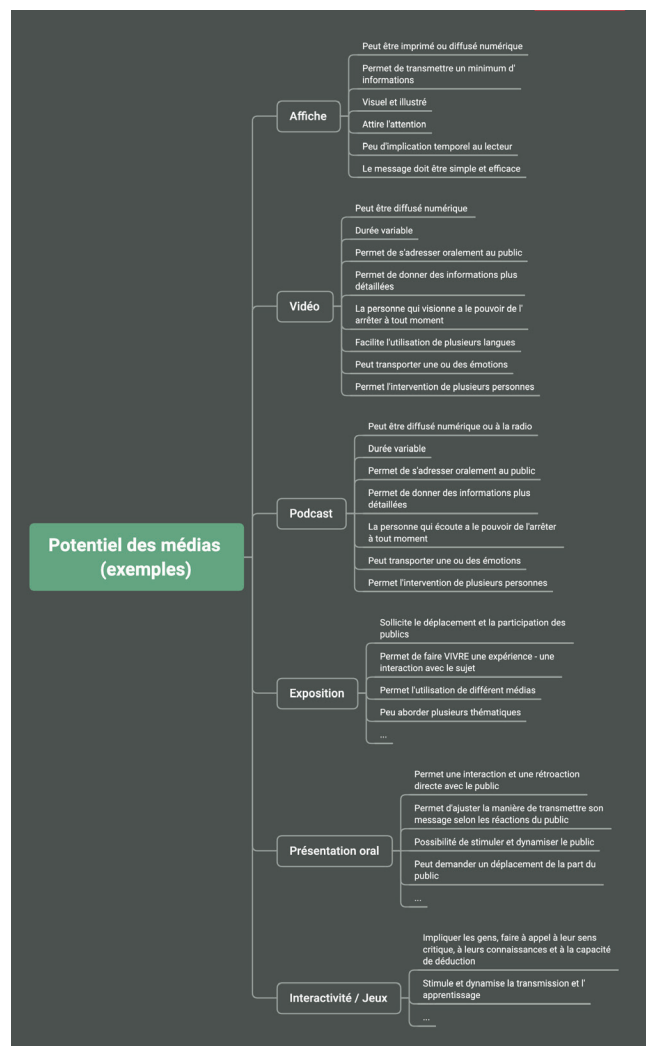 Potentiel des médias
(exemples)
Affiche
Peut être imprimé ou diffusé numérique
Permet de transmettre un minimum d'
informations
Visuel et illustré
Attire l'attention
Peu d'implication temporel au lecteur
Le message doit être simple et efficace
Vidéo
Peut être diffusé numérique
Durée variable
Permet de s'adresser oralement au public
Permet de donner des informations plus
détaillées
La personne qui visionne a le pouvoir de l'
arrêter à tout moment
Facilite l'utilisation de plusieurs langues
Peut transporter une ou des émotions
Permet l'intervention de plusieurs personnes
Podcast
Peut être diffusé numérique ou à la radio
Durée variable
Permet de s'adresser oralement au public
Permet de donner des informations plus
détaillées
La personne qui écoute a le pouvoir de l'arrêter
à tout moment
Peut transporter une ou des émotions
Permet l'intervention de plusieurs personnes
Exposition
Sollicite le déplacement et la participation des
publics
Permet de faire VIVRE une expérience - une
interaction avec le sujet
Permet l'utilisation de différent médias
Peu aborder plusieurs thématiques
...
Présentation oral
Permet une interaction et une rétroaction
directe avec le public
Permet d'ajuster la manière de transmettre son
message selon les réactions du public
Possibilité de stimuler et dynamiser le public
Peut demander un déplacement de la part du
public
...
Interactivité / Jeux
Impliquer les gens, faire à appel à leur sens
critique, à leurs connaissances et à la capacité
de déduction
Stimule et dynamise la transmission et l'
apprentissage
...